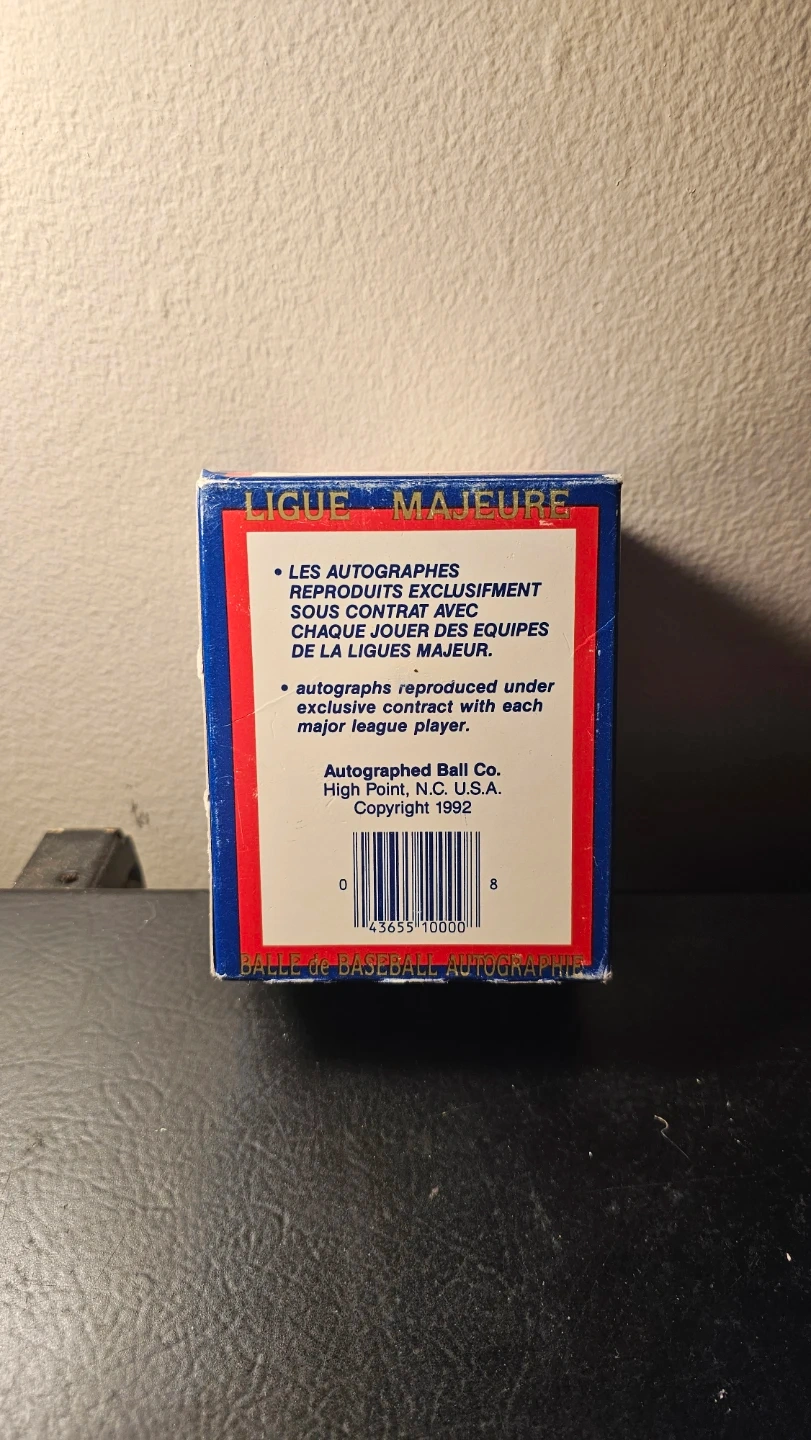 LIGUE MAJEURE
• LES AUTOGRAPHES
REPRODUITS EXCLUSIFMENT
SOUS CONTRAT AVEC
CHAQUE JOUER DES EQUIPES
DE LA LIGUES MAJEUR.
• autographs reproduced under
exclusive contract with each
major league player.
Autographed Ball Co.
High Point, N.C. U.S.A.
Copyright 1992
0 43655 10000 8
BALLE de BASEBALL AUTOGRAPHIE